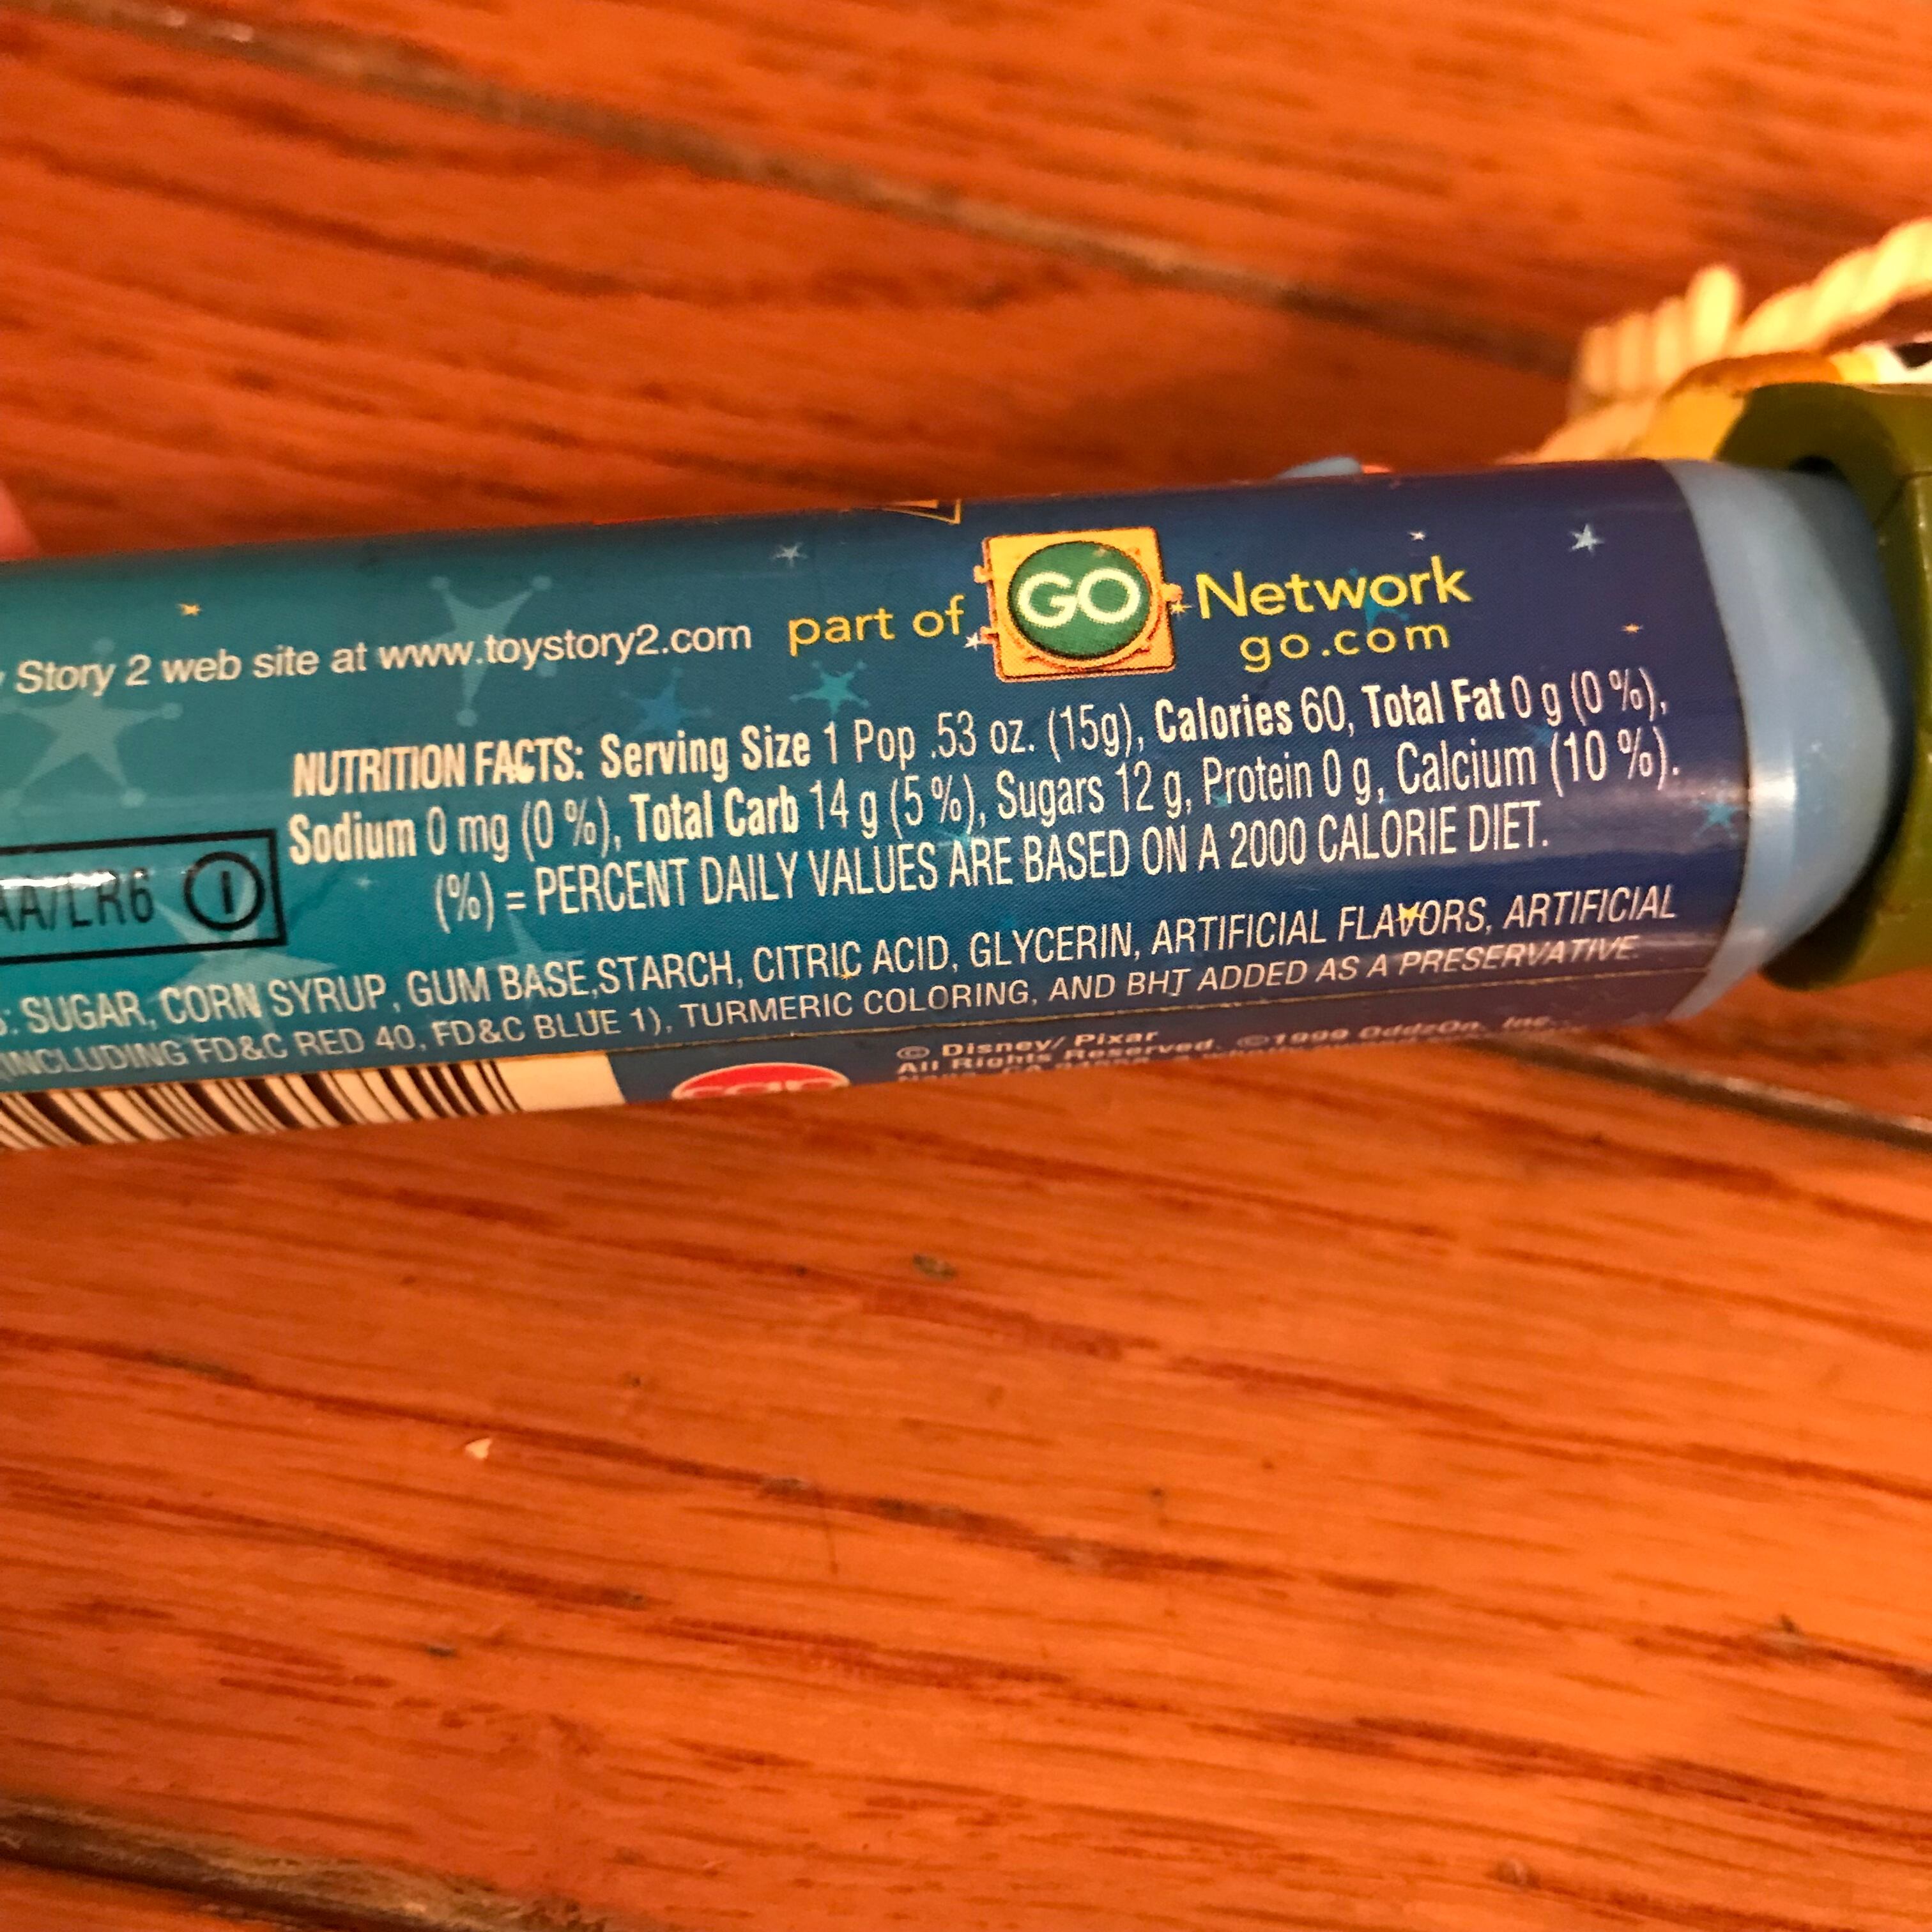 Story 2 web site at www.toystory2.com part of GO Network
go.com
NUTRITION FACTS: Serving Size 1 Pop .53 oz. (15g), Calories 60, Total Fat 0 g (0 %),
Sodium 0 mg (0 %), Total Carb 14 g (5 %), Sugars 12 g, Protein 0 g, Calcium (10 %).
(%) = PERCENT DAILY VALUES ARE BASED ON A 2000 CALORIE DIET.
AA/LR6
: SUGAR, CORN SYRUP, GUM BASE,STARCH, CITRIC ACID, GLYCERIN, ARTIFICIAL FLAVORS, ARTIFICIAL
(INCLUDING FD&C RED 40, FD&C BLUE 1), TURMERIC COLORING, AND BHT ADDED AS A PRESERVATIVE.
© Disney/ Pixar
All Rights Reserved. ©1999 OddzOn, Inc.